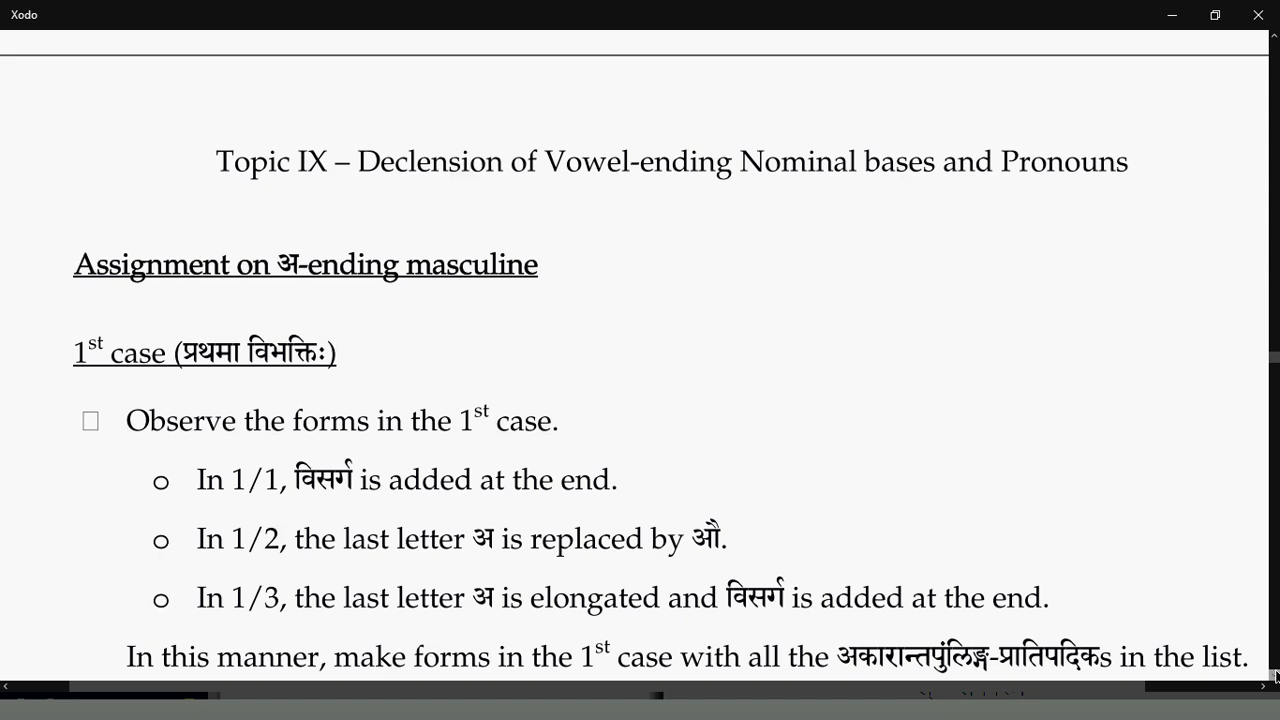 Xodo
Topic IX – Declension of Vowel-ending Nominal bases and Pronouns
Assignment on अ-ending masculine
1st case (प्रथमा विभक्तिः)
□ Observe the forms in the 1st case.
o In 1/1, विसर्ग is added at the end.
o In 1/2, the last letter अ is replaced by औ.
o In 1/3, the last letter अ is elongated and विसर्ग is added at the end.
In this manner, make forms in the 1st case with all the अकारान्तपुंलिङ्ग-प्रातिपदिकs in the list.